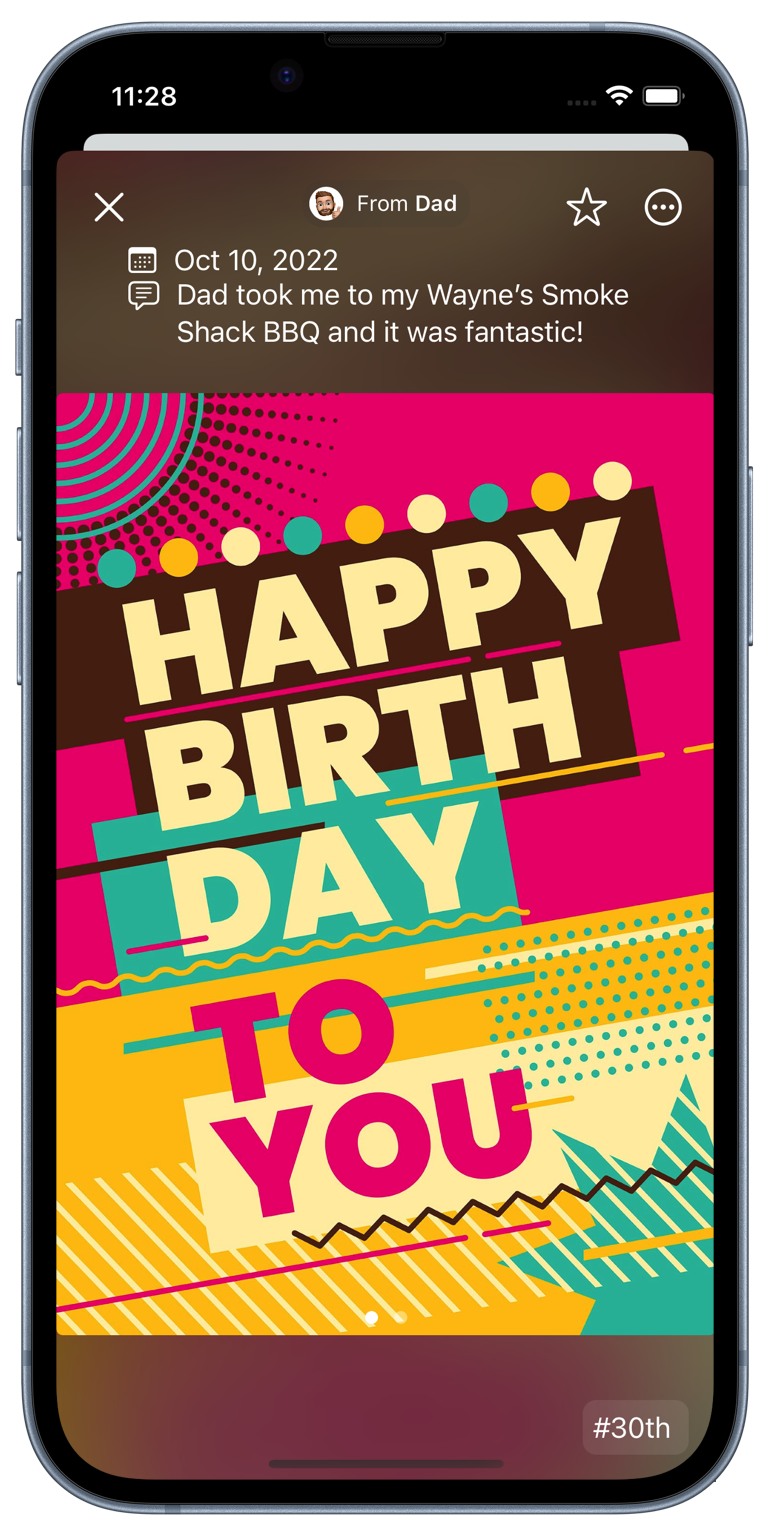 11:28
From Dad
Oct 10, 2022
Dad took me to my Wayne’s Smoke
Shack BBQ and it was fantastic!
HAPPY
BIRTH
DAY
TO
YOU
#30th